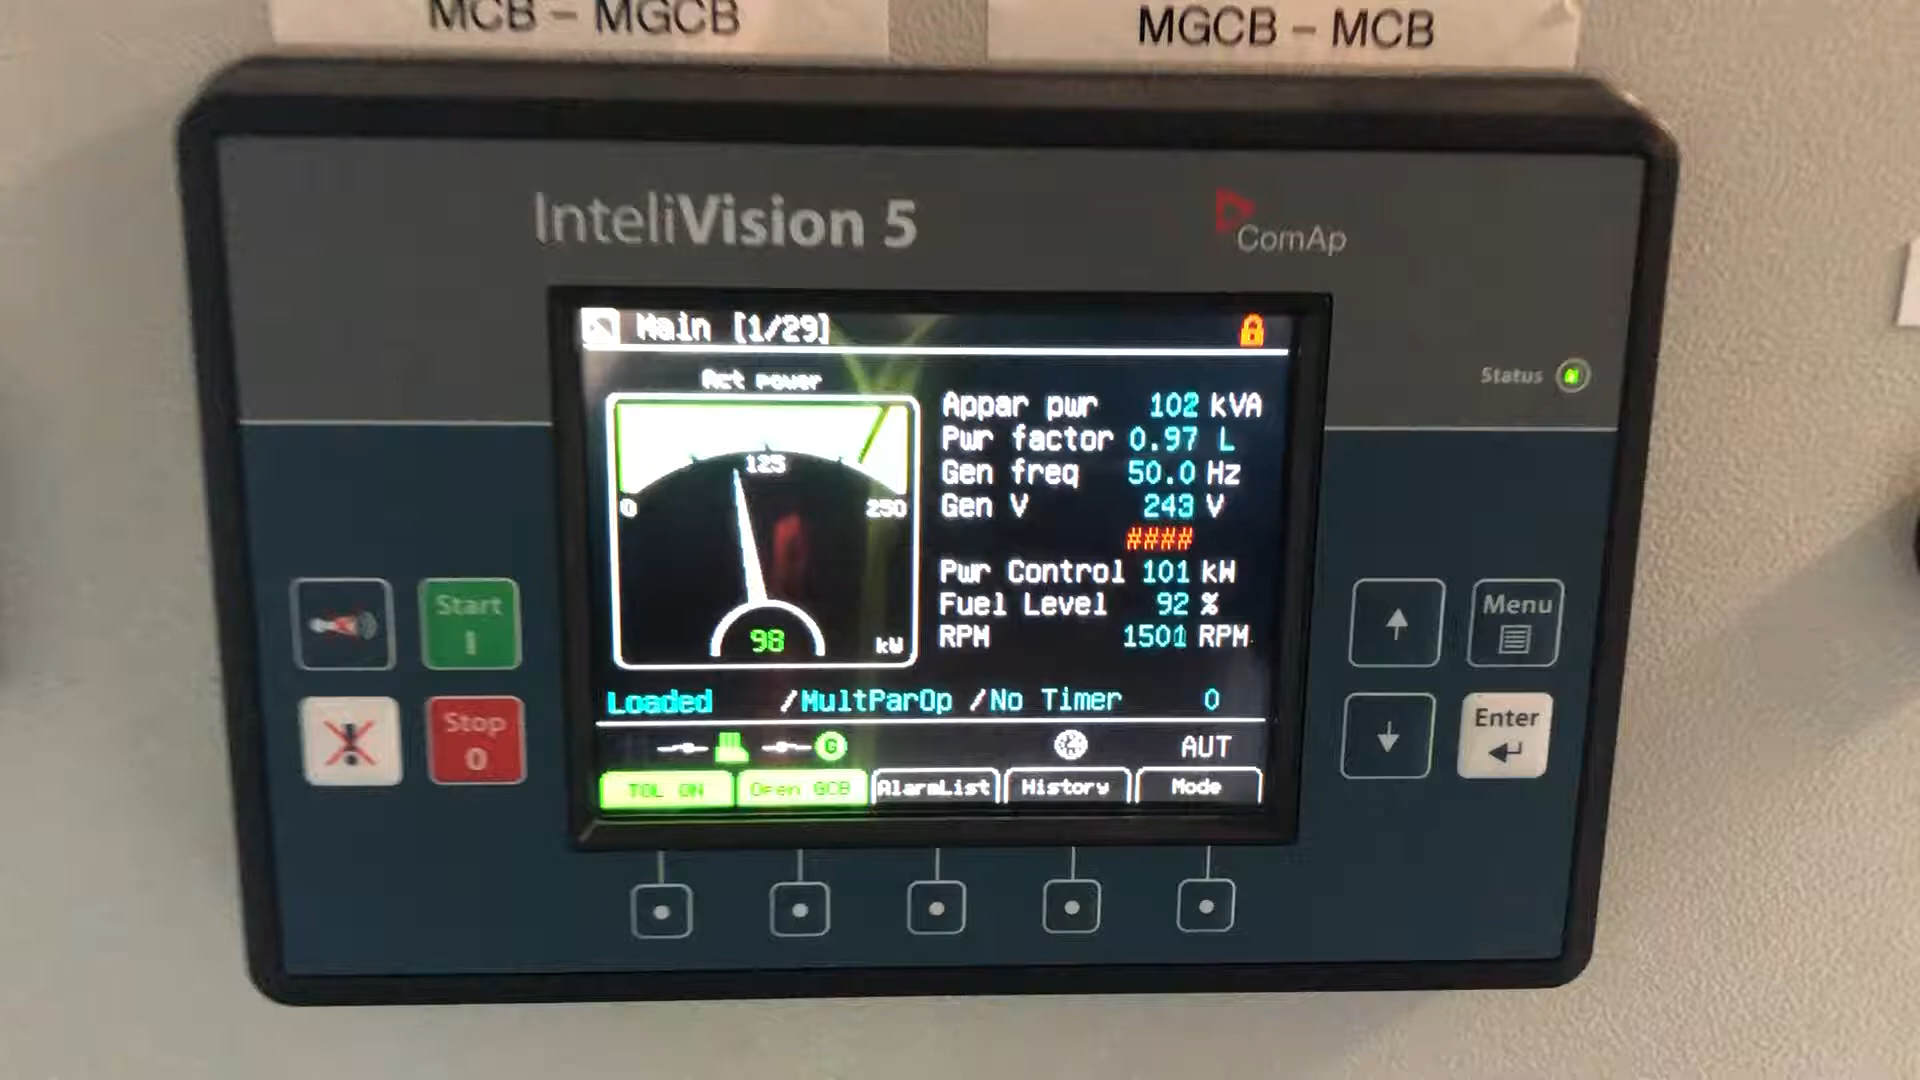 MCB – MGCB
MGCB – MCB
InteliVision 5
ComAp
Main [1/29]
Status
Act power
125
0
250
98
kW
Appar pwr 102 kVA
Pwr factor 0.97 L
Gen freq 50.0 Hz
Gen V 243 V
####
Pwr Control 101 kW
Fuel Level 92 %
RPM 1501 RPM
Loaded /MultParOp /No Timer 0
G
AUT
TOL ON
Open GCB
AlarmList
History
Mode
Start
I
Stop
0
Menu
Enter